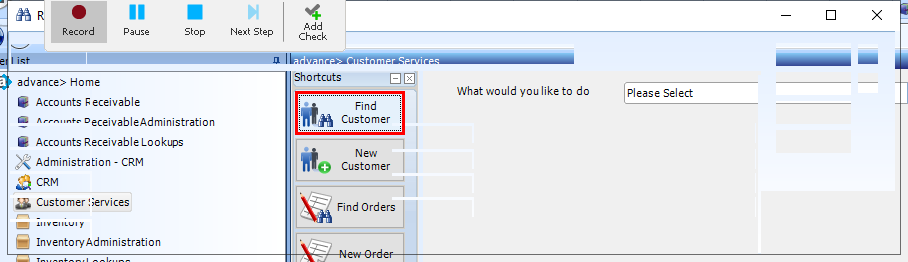 R
Record
Pause
Stop
Next Step
Add
Check
List
advance> Customer Services
advance> Home
Accounts Receivable
Accounts Receivable Administration
Accounts Receivable Lookups
Administration - CRM
CRM
Customer Services
Inventory
Inventory Administration
Inventory Lookups
Shortcuts
Find
Customer
New
Customer
Find Orders
New Order
What would you like to do
Please Select